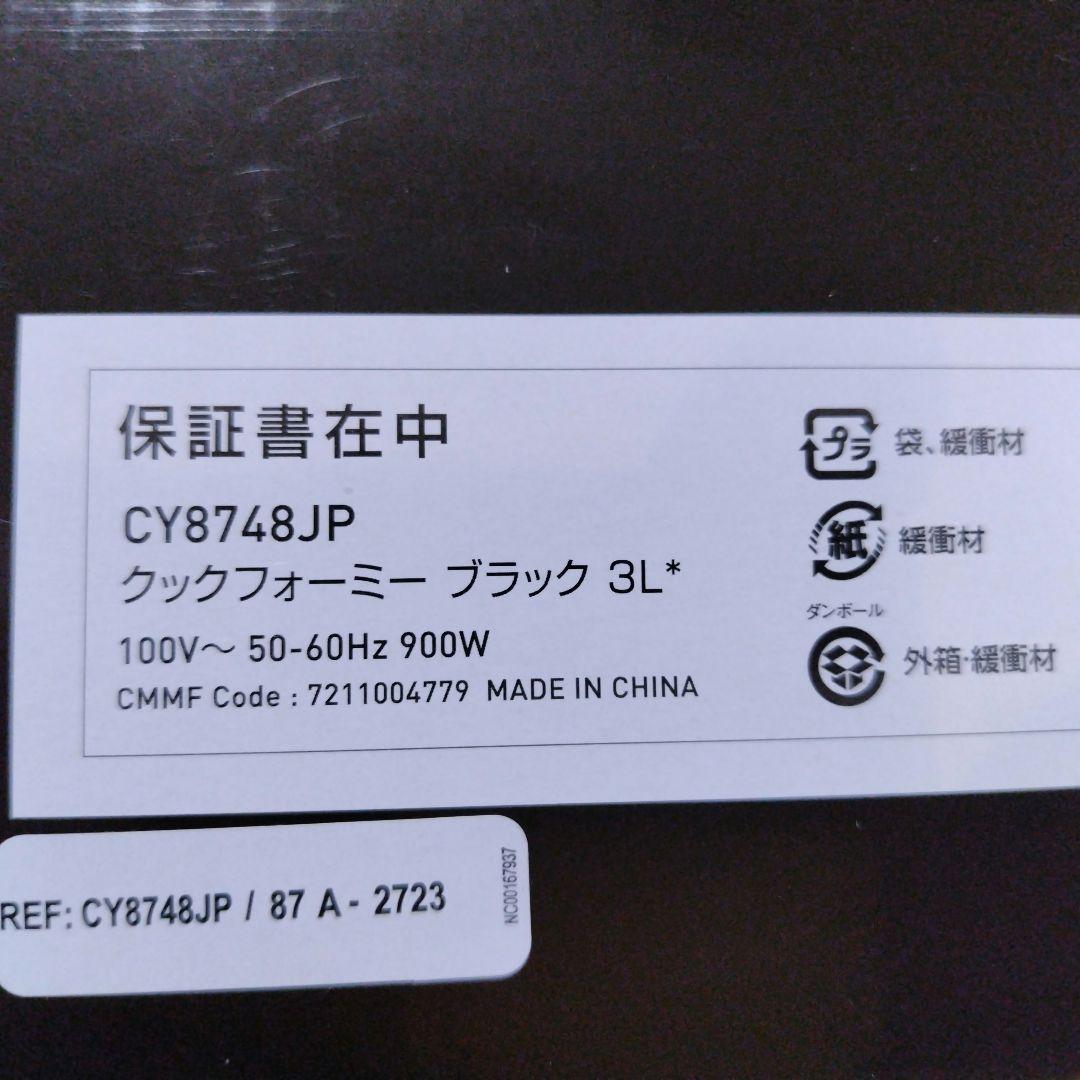 保証書在中
CY8748JP
クックフォーミー ブラック 3L*
100V～ 50-60Hz 900W
CMMF Code : 7211004779 MADE IN CHINA
プラ 袋、緩衝材
紙 緩衝材
ダンボール
外箱・緩衝材
REF: CY8748JP / 87 A - 2723
NC00167937